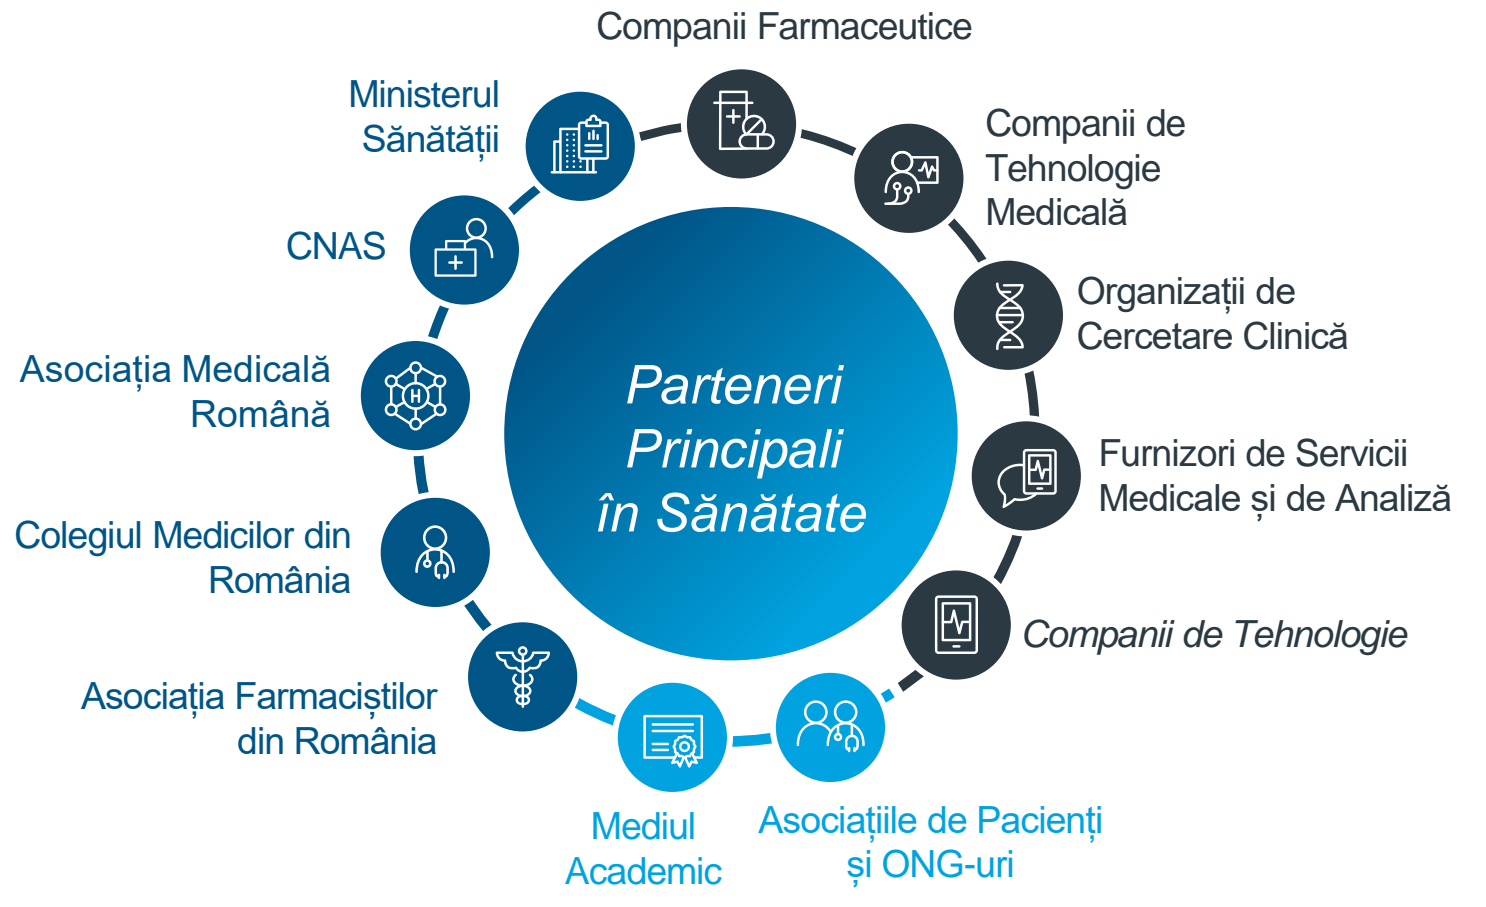 Companii Farmaceutice
Companii de
Tehnologie
Medicală
Organizații de
Cercetare Clinică
Furnizori de Servicii
Medicale și de Analiză
Companii de Tehnologie
Asociațiile de Pacienți
și ONG-uri
Mediul
Academic
Asociația Farmaciștilor
din România
Colegiul Medicilor din
România
Asociația Medicală
Română
H
CNAS
Ministerul
Sănătății
Parteneri
Principali
în Sănătate